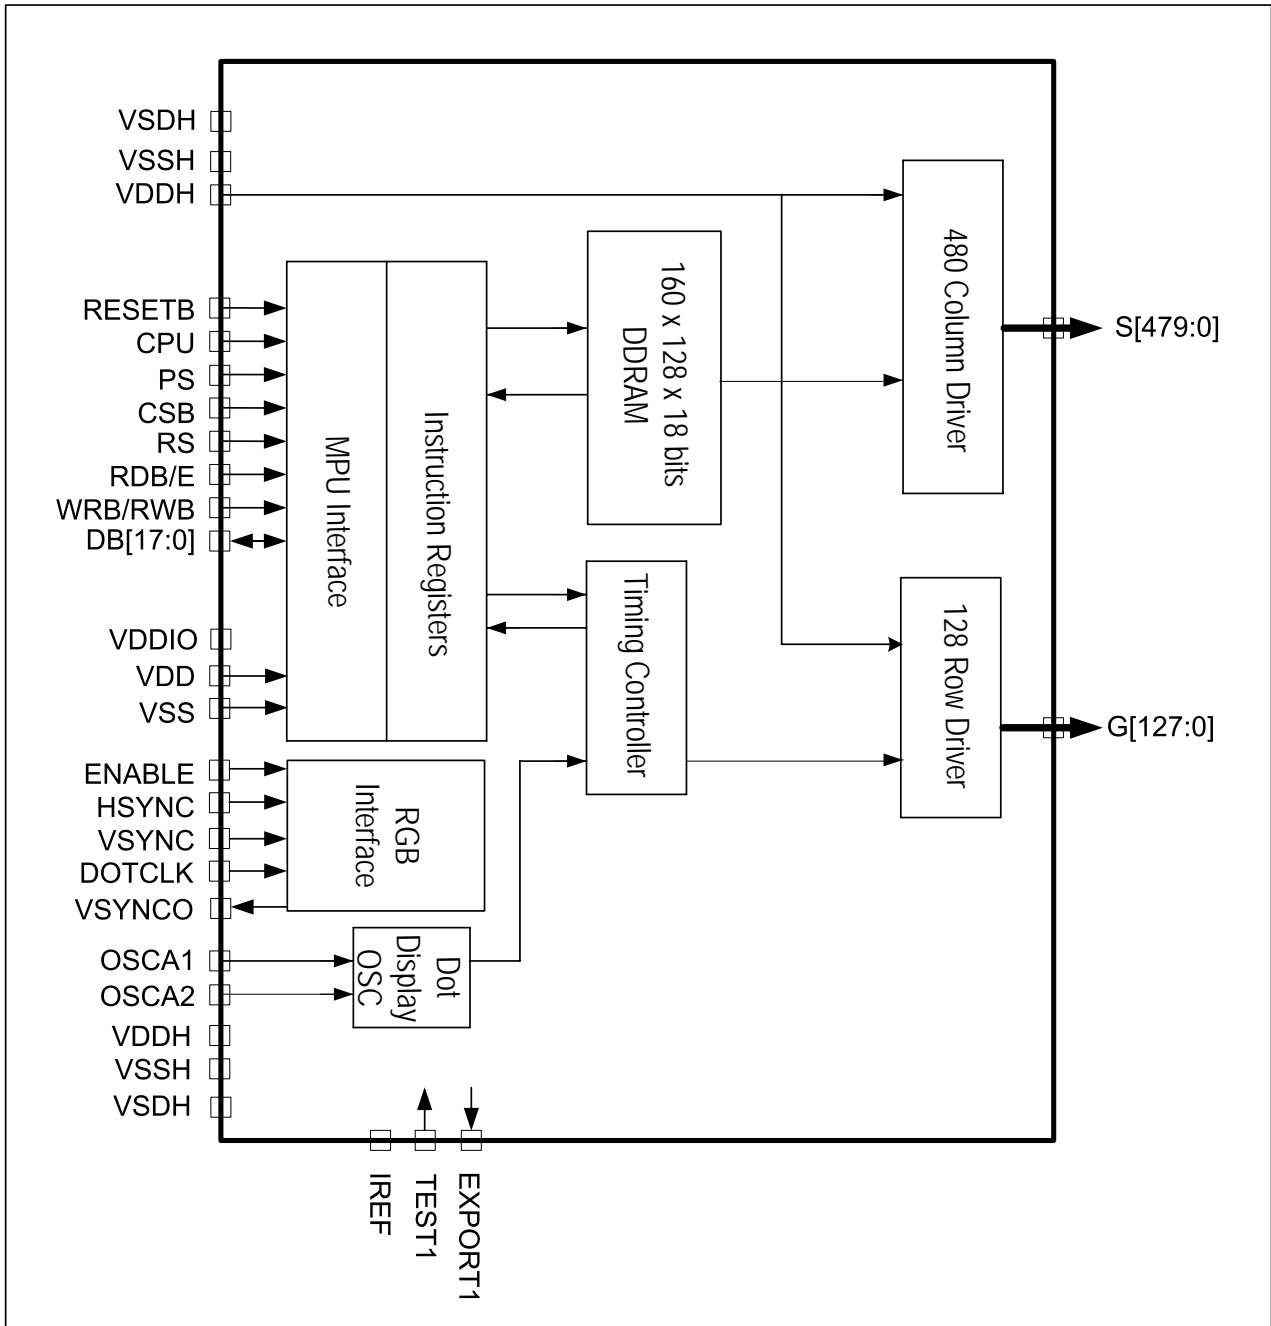 VSDH
VSSH
VDDH
RESETB
CPU
PS
CSB
RS
RDB/E
WRB/RWB
DB[17:0]
VDDIO
VDD
VSS
ENABLE
HSYNC
VSYNC
DOTCLK
VSYNCO
OSCA1
OSCA2
VDDH
VSSH
VSDH
MPU Interface
Instruction Registers
RGB
Interface
Dot
Display
OSC
160 x 128 x 18 bits
DDRAM
Timing Controller
480 Column Driver
128 Row Driver
S[479:0]
G[127:0]
IREF
TEST1
EXPORT1